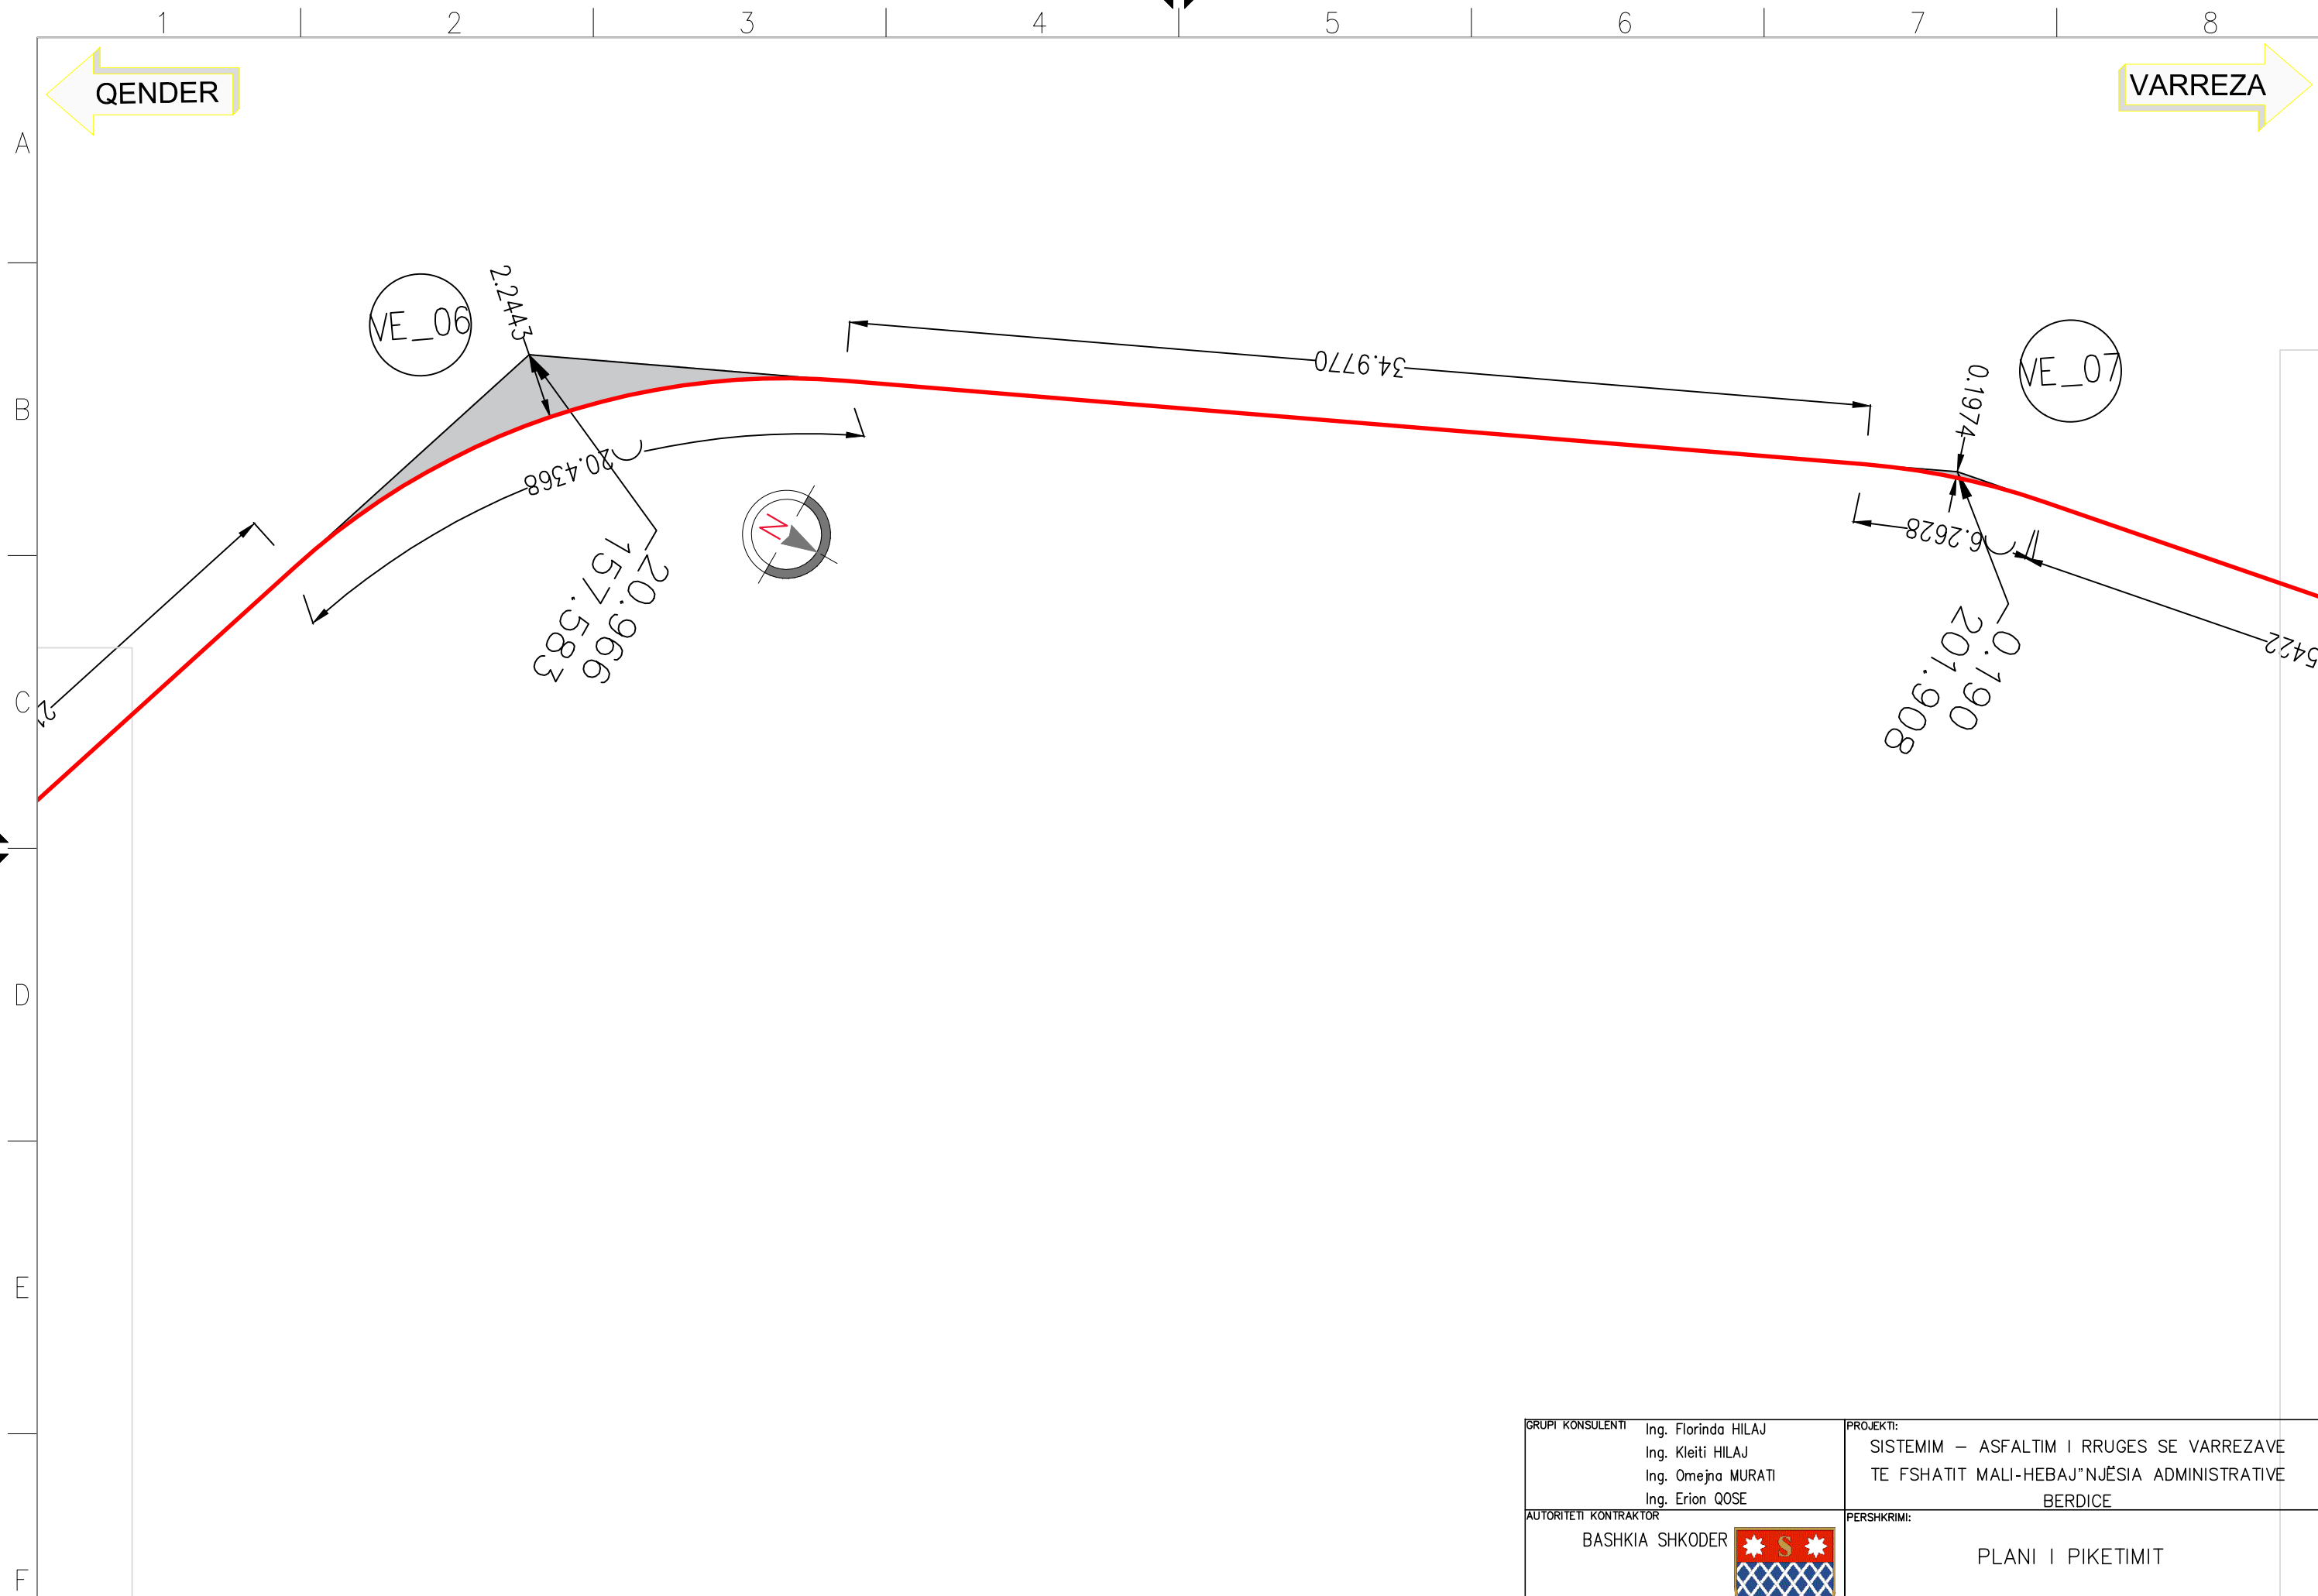 1 2 3 4 5 6 7 8
QENDER
VARREZA
A
2.2443
VE_06
34.9770
0.1974
VE_07
B
20.4368
6.2628
20.966
157.583
0.190
201.908
5422
C
D
E
F
GRUPI KONSULENTI
Ing. Florinda HILAJ
Ing. Kleiti HILAJ
Ing. Omejna MURATI
Ing. Erion QOSE
PROJEKTI:
SISTEMIM – ASFALTIM I RRUGES SE VARREZAVE
TE FSHATIT MALI-HEBAJ"NJËSIA ADMINISTRATIVE
BERDICE
AUTORITETI KONTRAKTOR
BASHKIA SHKODER
S
PERSHKRIMI:
PLANI I PIKETIMIT